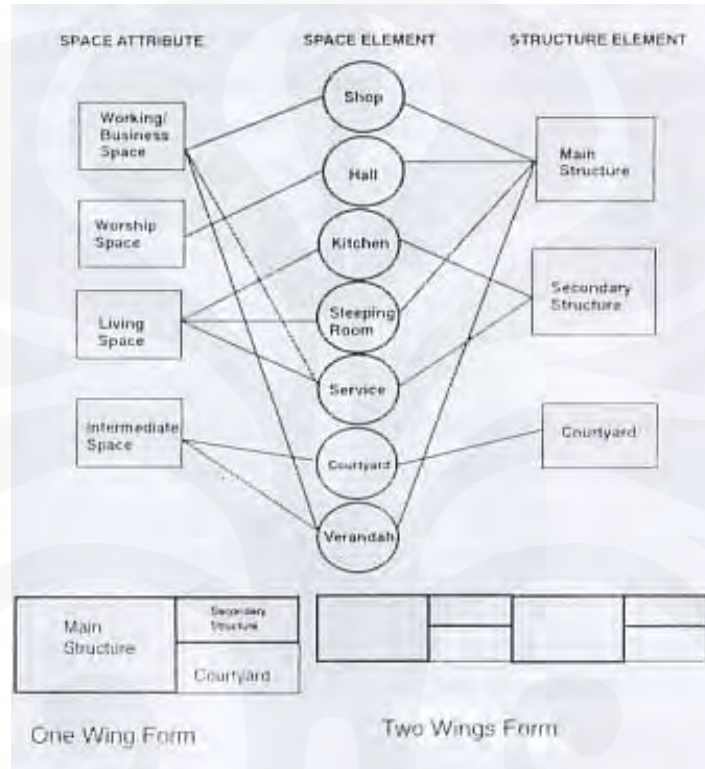 SPACE ATTRIBUTE
SPACE ELEMENT
STRUCTURE ELEMENT
Working/
Business
Space
Worship
Space
Living
Space
Intermediate
Space
Shop
Hall
Kitchen
Sleeping
Room
Service
Courtyard
Verandah
Main
Structure
Secondary
Structure
Courtyard
Main
Structure
Secondary
Structure
Courtyard
One Wing Form
Two Wings Form